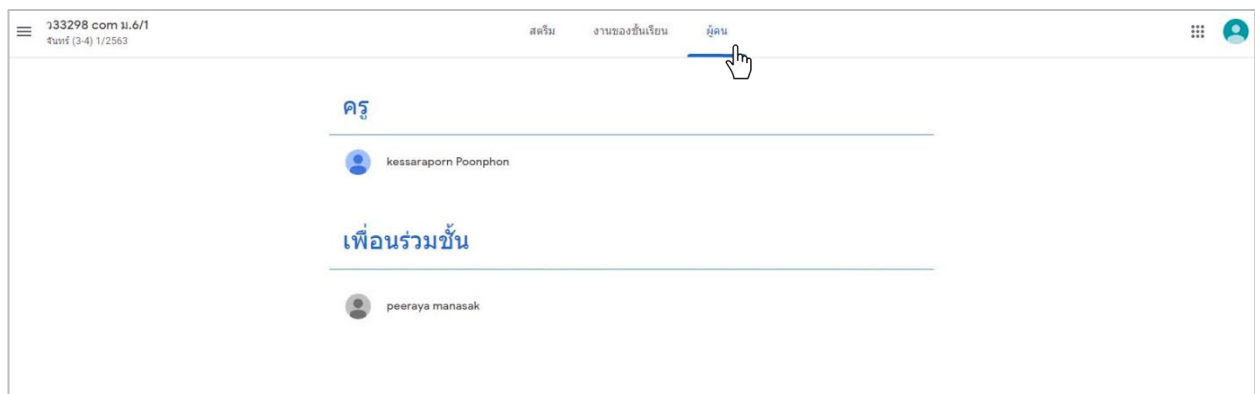 ว33298 com ม.6/1
จันทร์ (3-4) 1/2563
สตรีม งานของชั้นเรียน ผู้คน
ครู
kessaraporn Poonphon
เพื่อนร่วมชั้น
peeraya manasak